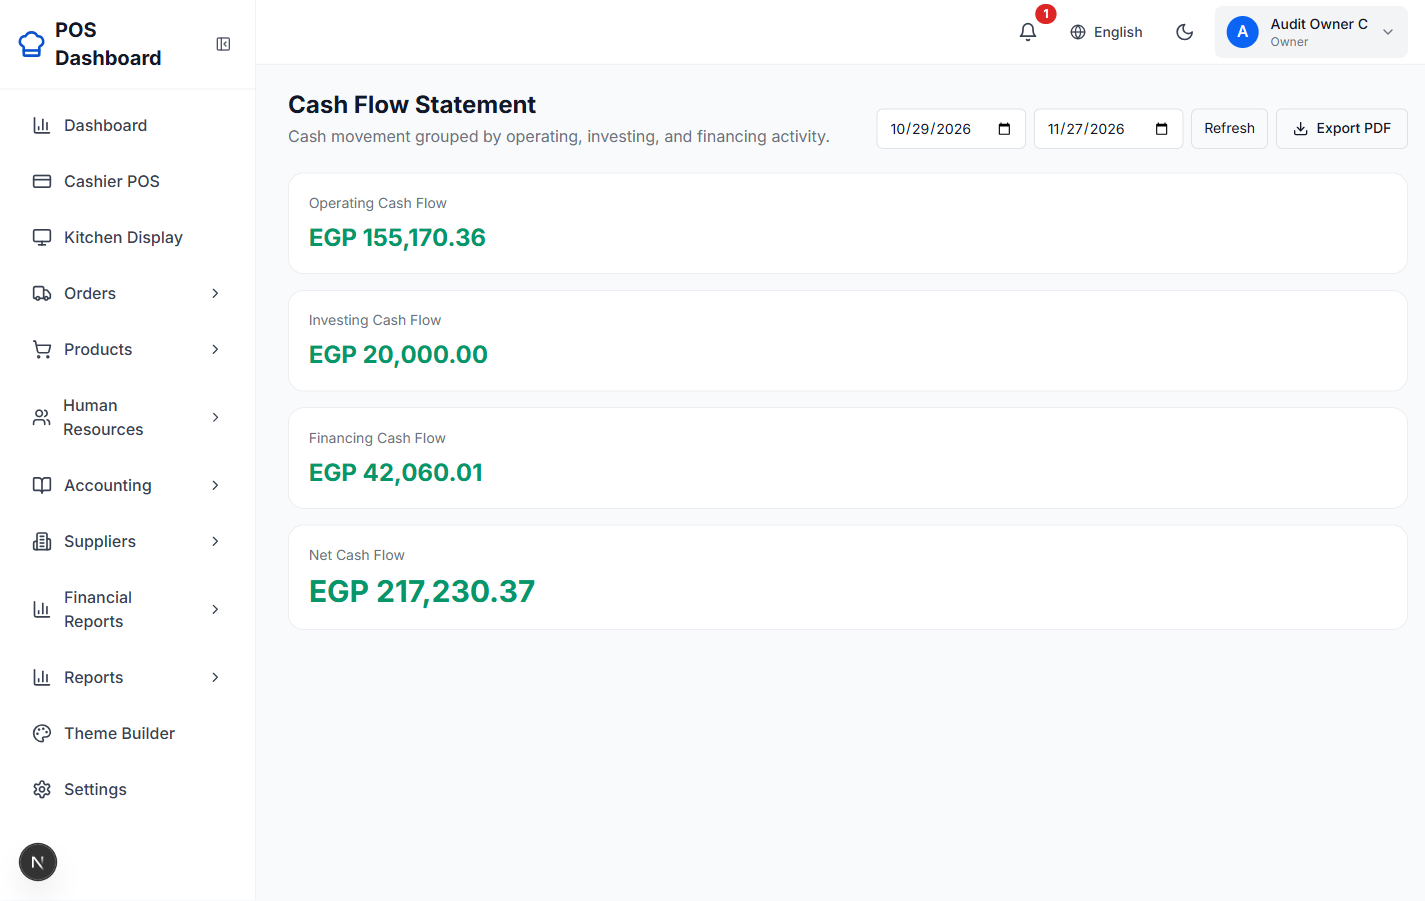 POS
Dashboard
1
English
A
Audit Owner C
Owner
Dashboard
Cashier POS
Kitchen Display
Orders
Products
Human
Resources
Accounting
Suppliers
Financial
Reports
Reports
Theme Builder
Settings
N
Cash Flow Statement
Cash movement grouped by operating, investing, and financing activity.
10/29/2026
11/27/2026
Refresh
Export PDF
Operating Cash Flow
EGP 155,170.36
Investing Cash Flow
EGP 20,000.00
Financing Cash Flow
EGP 42,060.01
Net Cash Flow
EGP 217,230.37